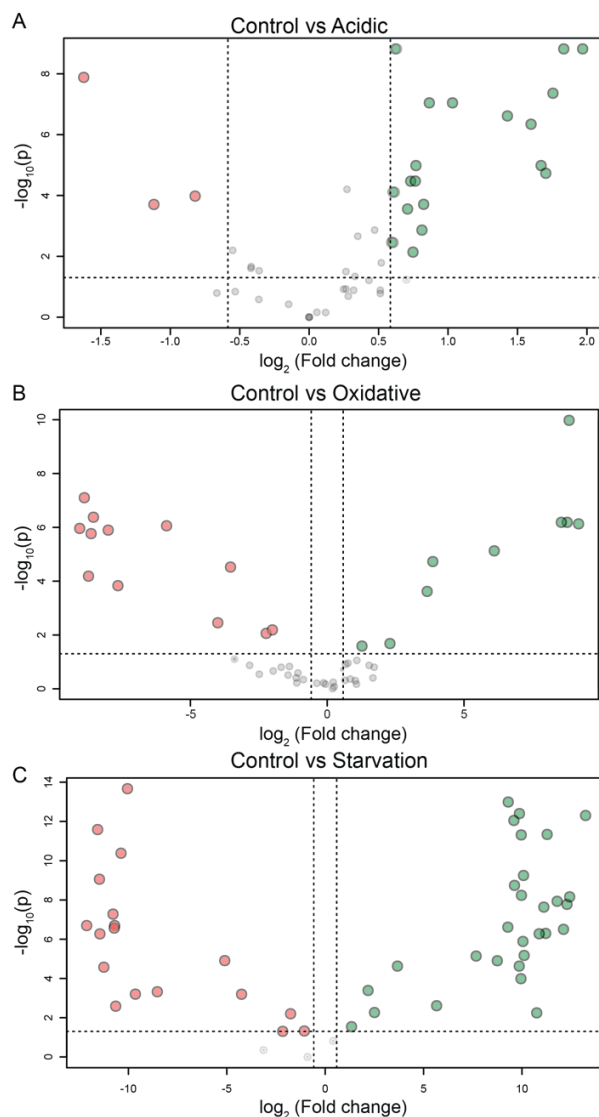 A
Control vs Acidic
8
6
4
2
0
-log10(p)
-1.5 -1.0 -0.5 0.0 0.5 1.0 1.5 2.0
log2 (Fold change)
B
Control vs Oxidative
10
8
6
4
2
0
-log10(p)
-5 0 5
log2 (Fold change)
C
Control vs Starvation
14
12
10
8
6
4
2
0
-log10(p)
-10 -5 0 5 10
log2 (Fold change)